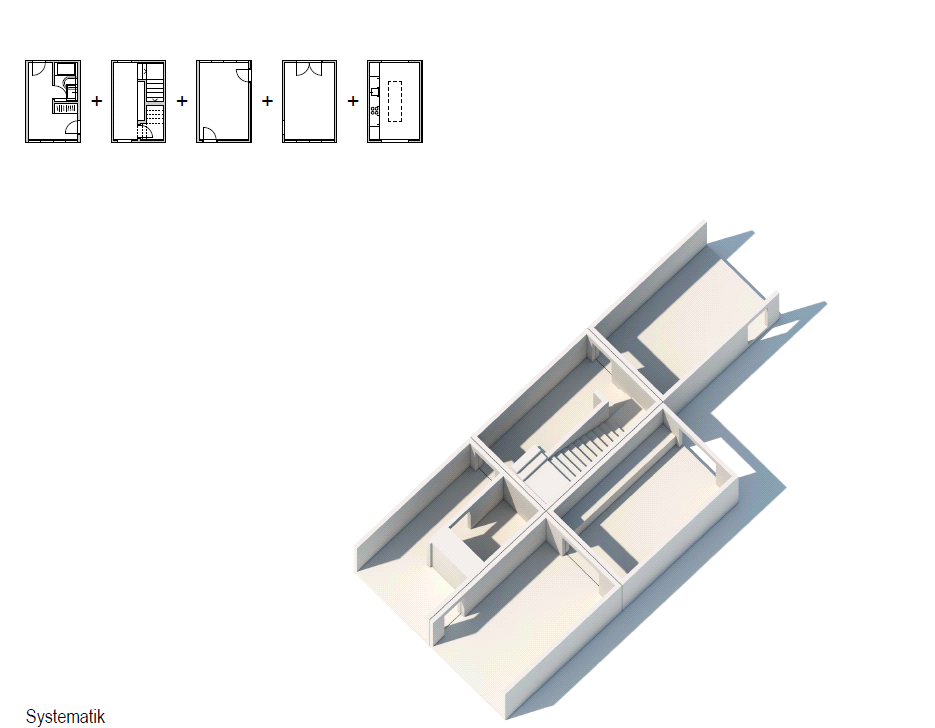 + + + +
Systematik